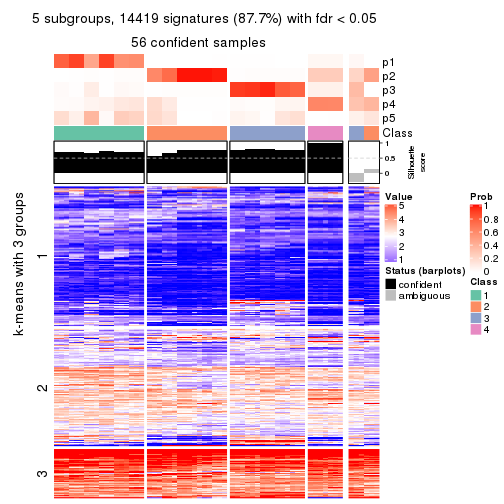 5 subgroups, 14419 signatures (87.7%) with fdr < 0.05
56 confident samples
p1
p2
p3
p4
p5
Class
1
0.5
0
Silhouette
score
k-means with 3 groups
1
2
3
Value
5
4
3
2
1
Status (barplots)
confident
ambiguous
Prob
1
0.8
0.6
0.4
0.2
0
Class
1
2
3
4